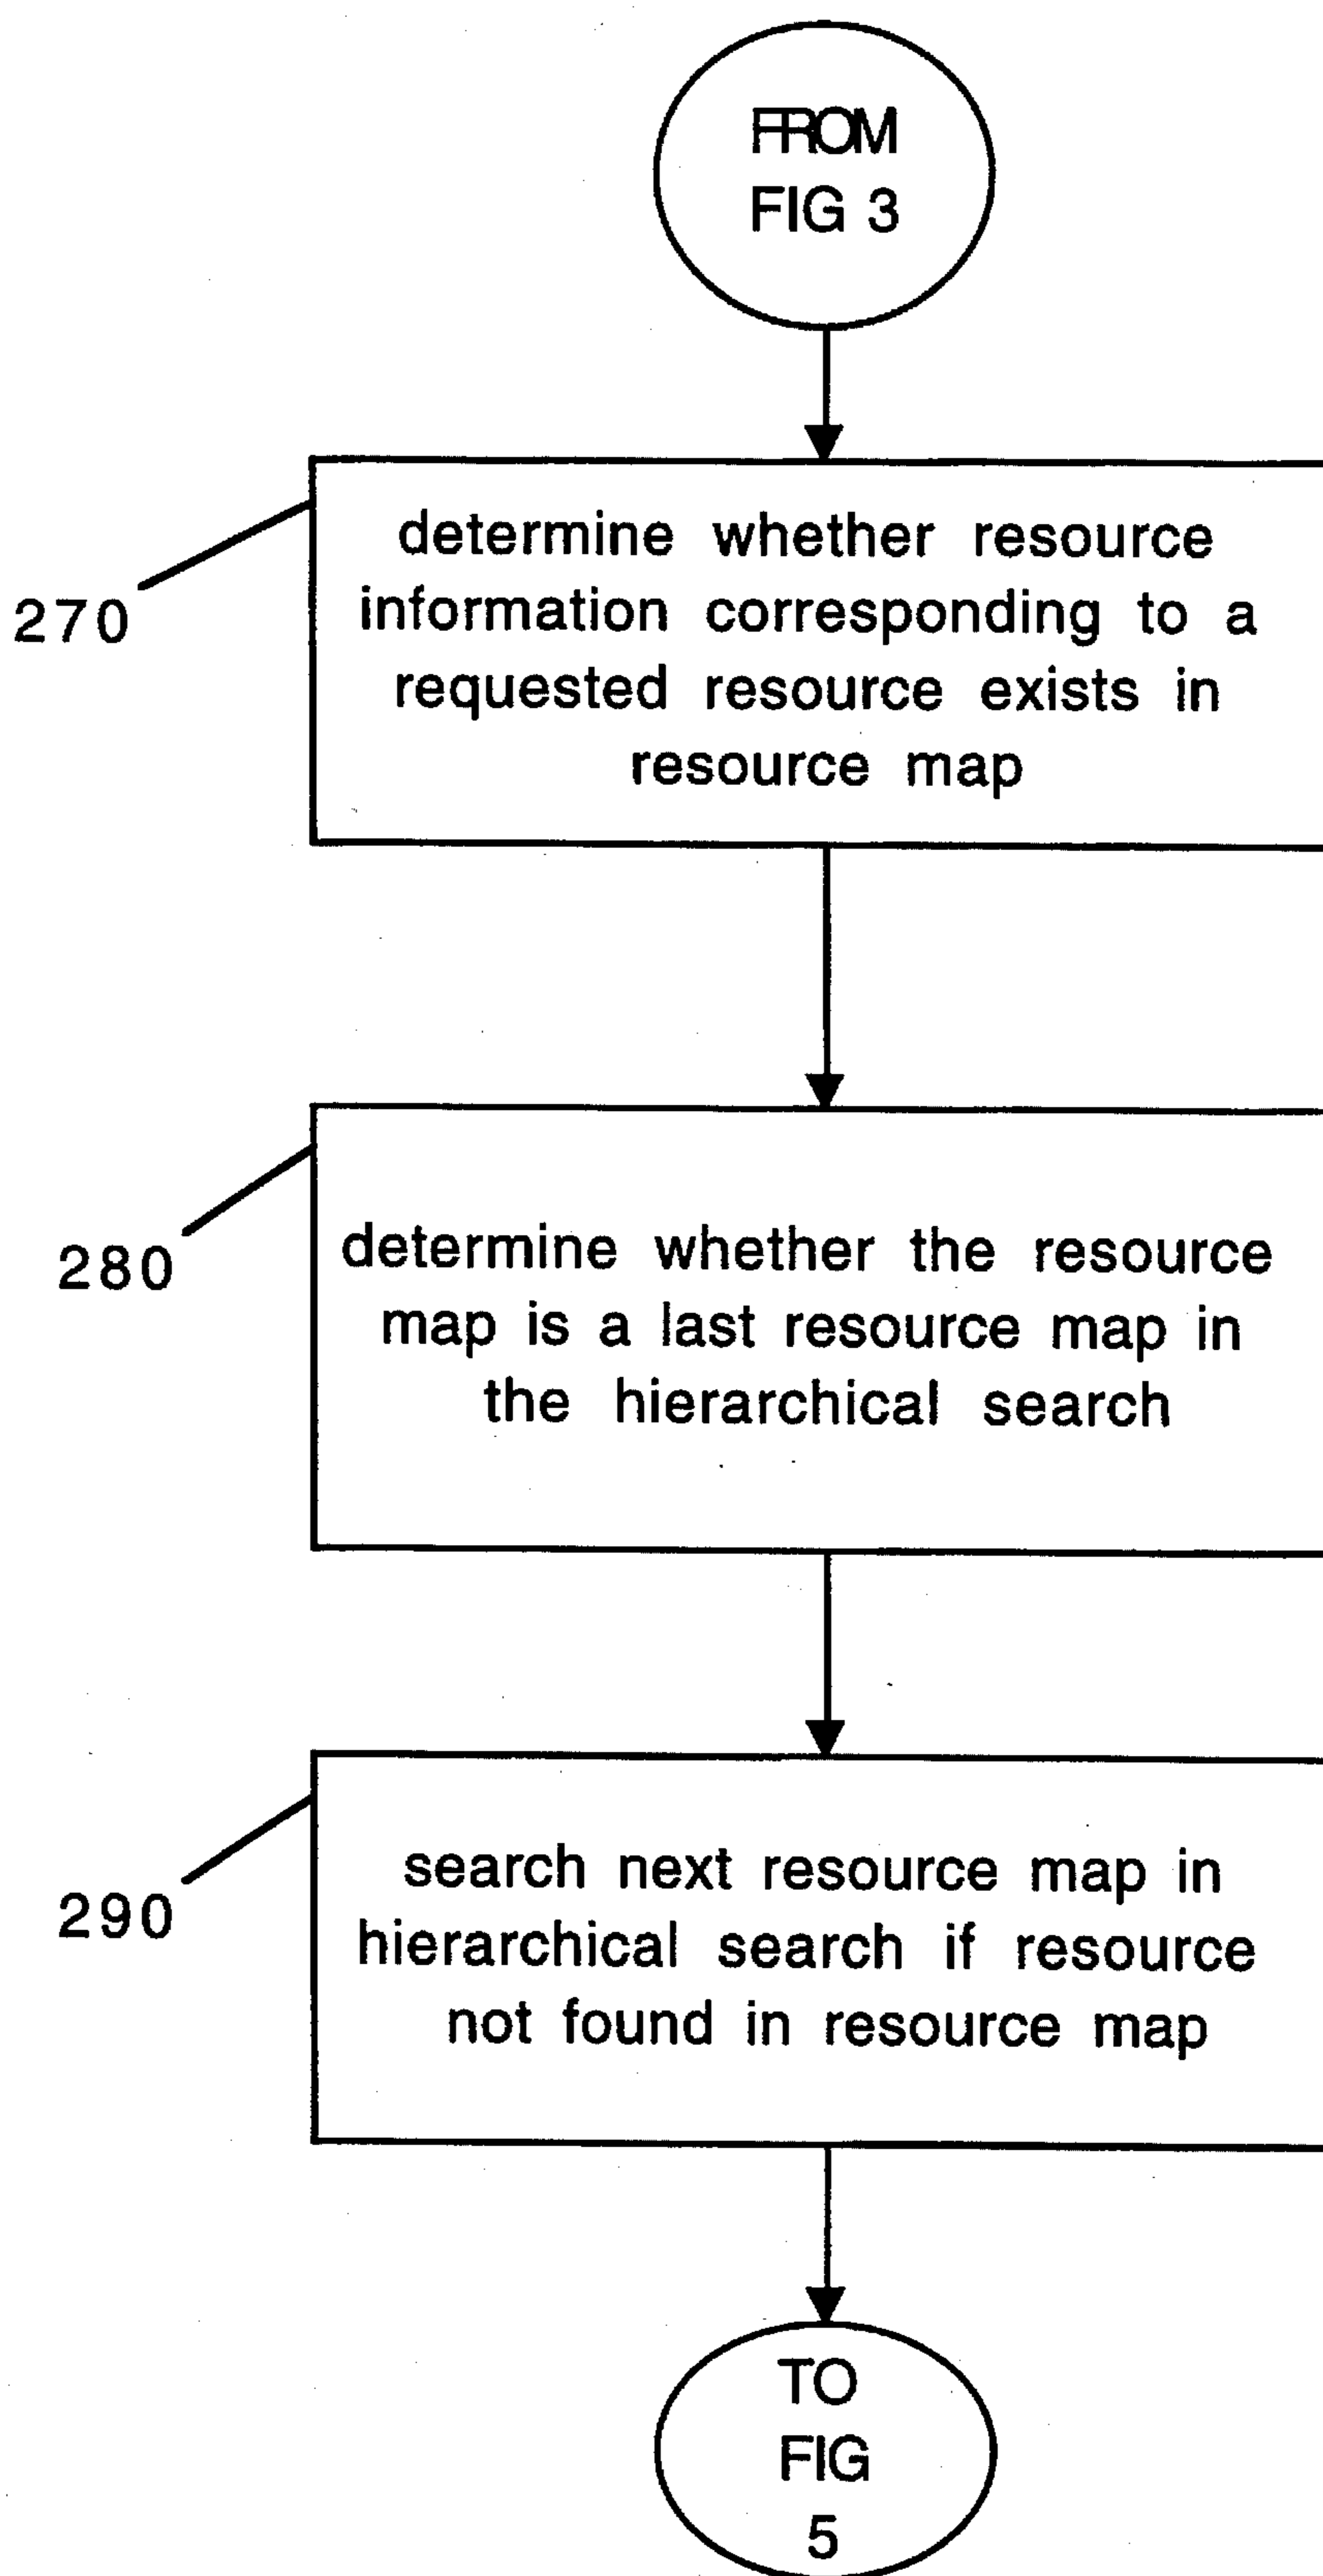 FROM
FIG 3
270
determine whether resource
information corresponding to a
requested resource exists in
resource map
280
determine whether the resource
map is a last resource map in
the hierarchical search
290
search next resource map in
hierarchical search if resource
not found in resource map
TO
FIG
5